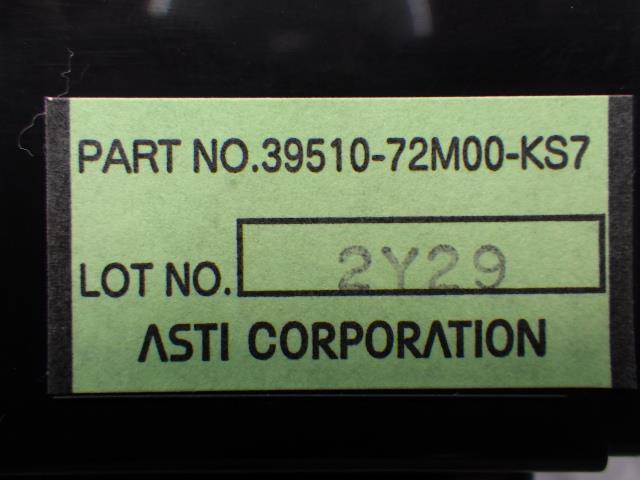 PART NO.39510-72M00-KS7
LOT NO. 2Y29
ASTI CORPORATION